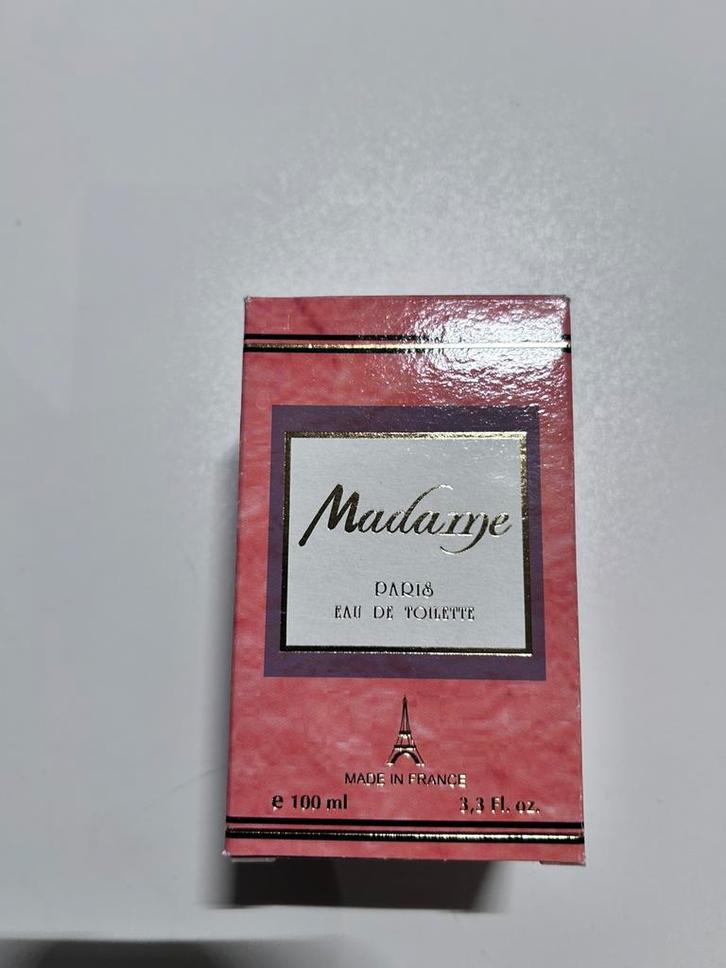 Madame
PARIS
EAU DE TOILETTE
MADE IN FRANCE
e 100 ml 3,3 Fl. oz.